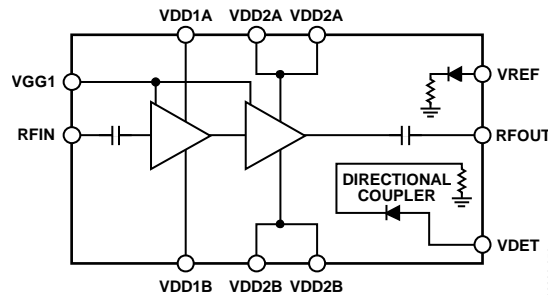 VDD1A VDD2A VDD2A
VGG1
VREF
RFIN
RFOUT
DIRECTIONAL
COUPLER
VDET
VDD1B VDD2B VDD2B